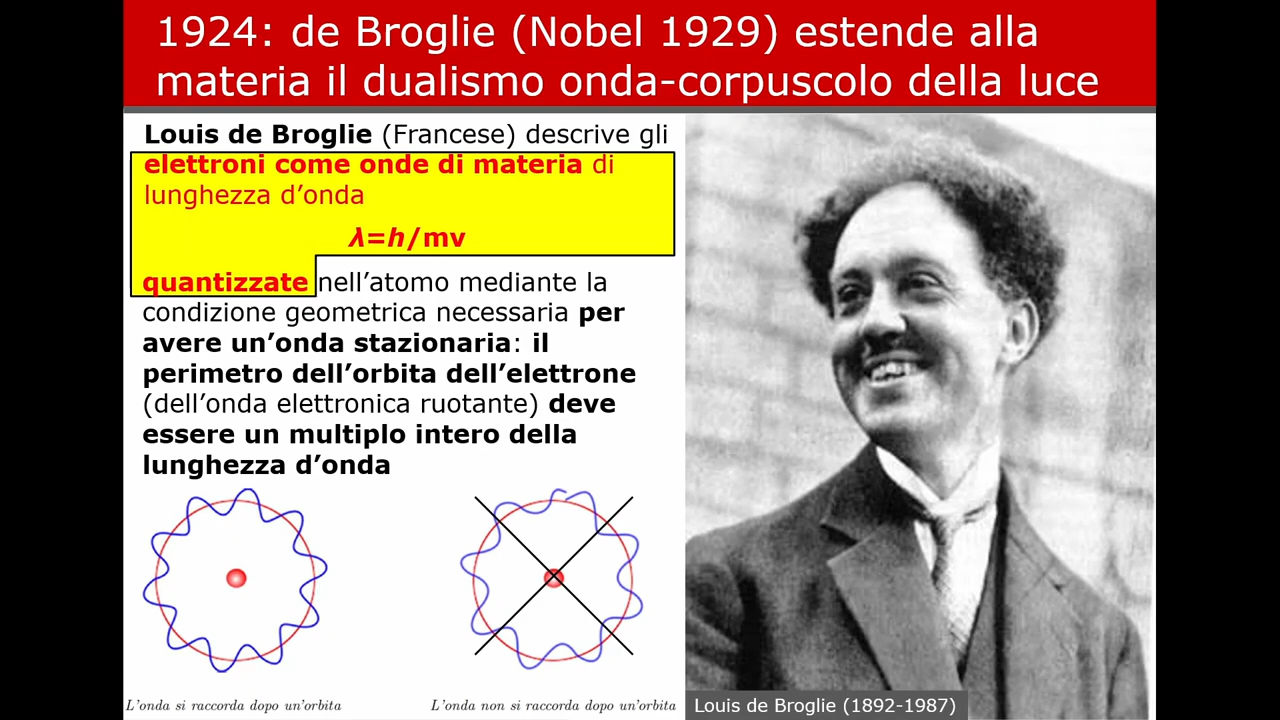 1924: de Broglie (Nobel 1929) estende alla
materia il dualismo onda-corpuscolo della luce
Louis de Broglie (Francese) descrive gli
elettroni come onde di materia di
lunghezza d’onda
λ=h/mv
quantizzate nell’atomo mediante la
condizione geometrica necessaria per
avere un’onda stazionaria: il
perimetro dell’orbita dell’elettrone
(dell’onda elettronica ruotante) deve
essere un multiplo intero della
lunghezza d’onda
L'onda si raccorda dopo un'orbita
L'onda non si raccorda dopo un'orbita
Louis de Broglie (1892-1987)